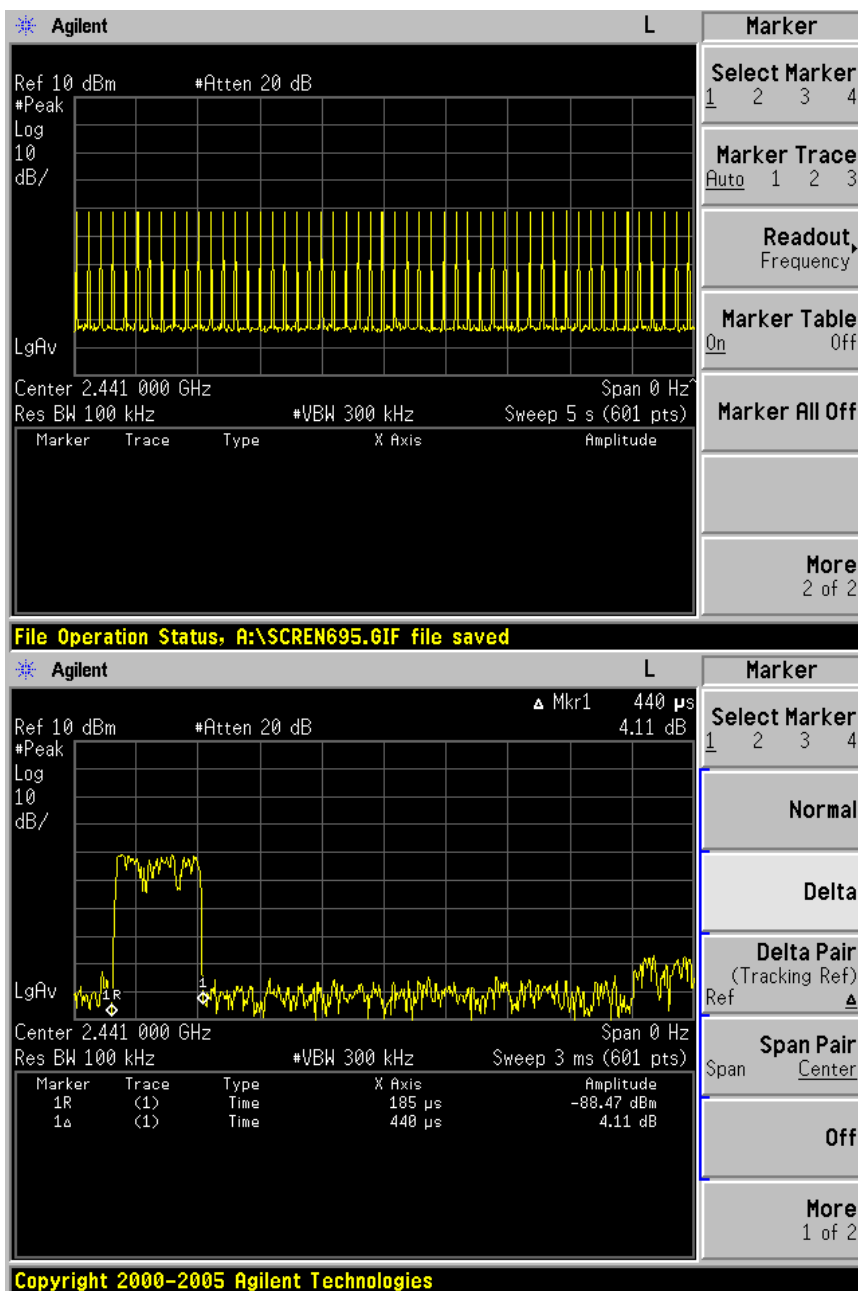 Agilent L Marker
Ref 10 dBm #Atten 20 dB
#Peak
Log
10
dB/
LgAv
Center 2.441 000 GHz Span 0 Hz^
Res BW 100 kHz #VBW 300 kHz Sweep 5 s (601 pts)
Marker Trace Type X Axis Amplitude
Select Marker
1 2 3 4
Marker Trace
Auto 1 2 3
Readout
Frequency
Marker Table
On Off
Marker All Off
More
2 of 2
File Operation Status, A:\SCREN695.GIF file saved
Agilent L Marker
Δ Mkr1 440 µs
Ref 10 dBm #Atten 20 dB 4.11 dB
#Peak
Log
10
dB/
1R
1
LgAv
Center 2.441 000 GHz Span 0 Hz
Res BW 100 kHz #VBW 300 kHz Sweep 3 ms (601 pts)
Marker Trace Type X Axis Amplitude
1R (1) Time 185 µs -88.47 dBm
1Δ (1) Time 440 µs 4.11 dB
Select Marker
1 2 3 4
Normal
Delta
Delta Pair
(Tracking Ref)
Ref Δ
Span Pair
Span Center
Off
More
1 of 2
Copyright 2000-2005 Agilent Technologies